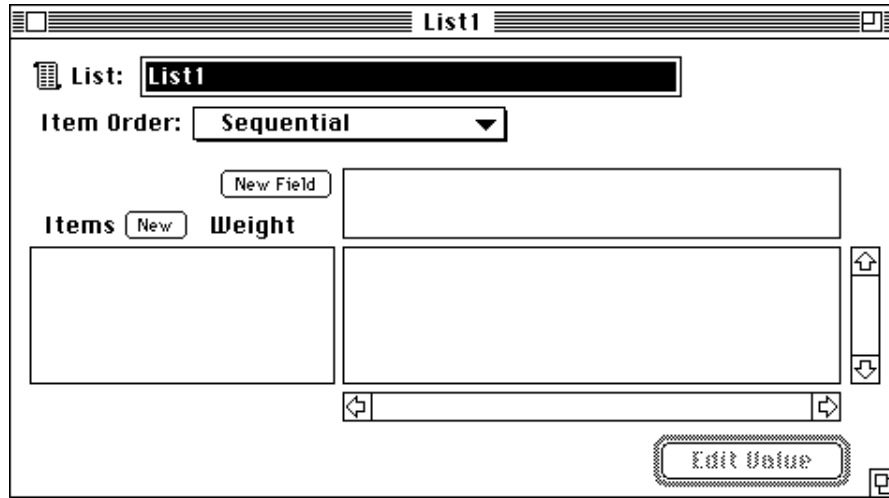 List1
List: List1
Item Order: Sequential
New Field
Items New Weight
Edit Value